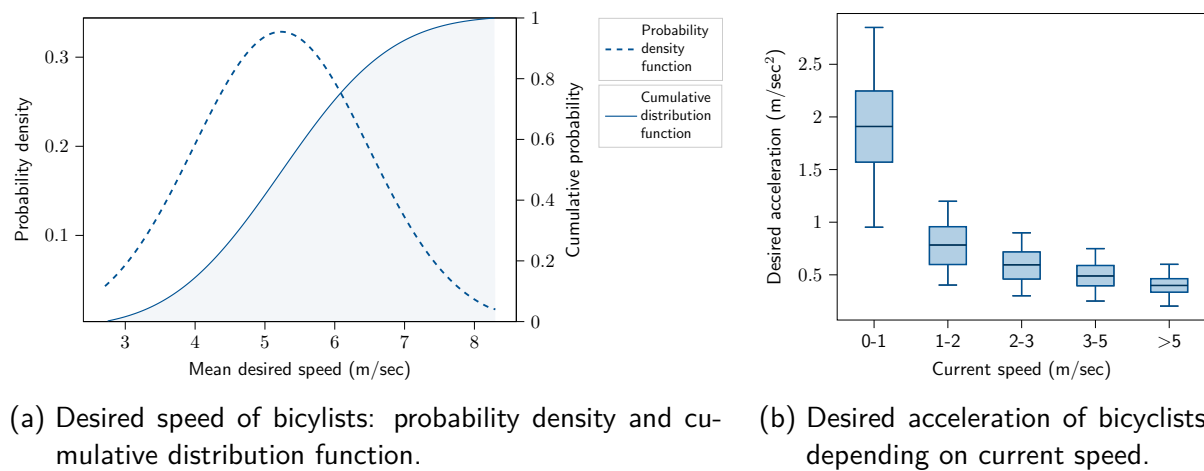 0.3
0.2
0.1
Probability density
3 4 5 6 7 8
Mean desired speed (m/sec)
1
0.8
0.6
0.4
0.2
0
Cumulative probability
Probability
density
function
Cumulative
distribution
function
2.5
2
1.5
1
0.5
Desired acceleration (m/sec²)
0-1 1-2 2-3 3-5 >5
Current speed (m/sec)
(a) Desired speed of bicylists: probability density and cu-
mulative distribution function.
(b) Desired acceleration of bicyclists
depending on current speed.